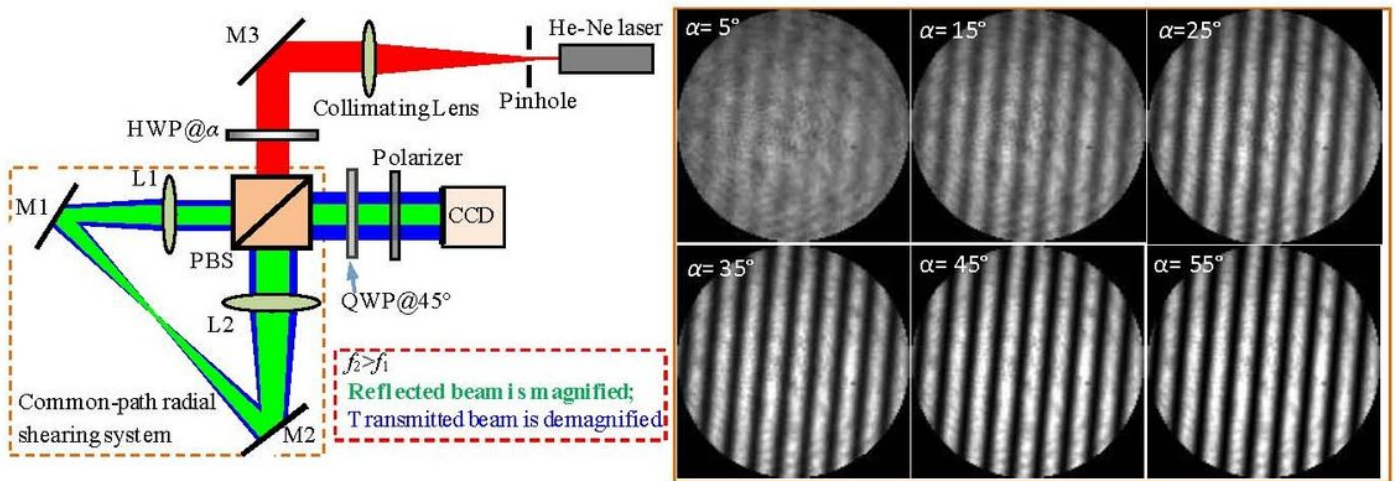 He-Ne laser
M3
Pinhole
Collimating Lens
HWP@α
Polarizer
L1
M1
CCD
PBS
QWP@45°
L2
f2>f1
Reflected beam is magnified;
Transmitted beam is demagnified
Common-path radial
shearing system
M2
α= 5°
α= 15°
α=25°
α= 35°
α= 45°
α= 55°